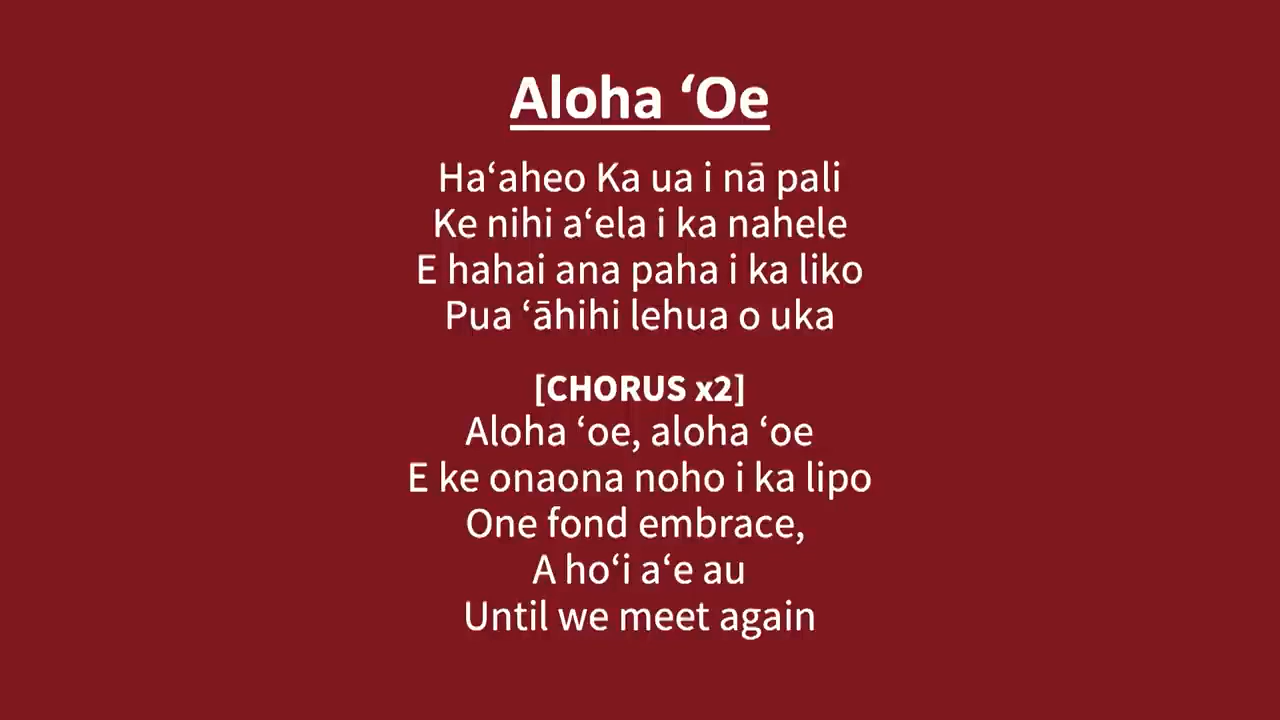 Aloha ʻOe
Haʻaheo Ka ua i nā pali
Ke nihi aʻela i ka nahele
E hahai ana paha i ka liko
Pua ʻāhihi lehua o uka
[CHORUS x2]
Aloha ʻoe, aloha ʻoe
E ke onaona noho i ka lipo
One fond embrace,
A hoʻi aʻe au
Until we meet again